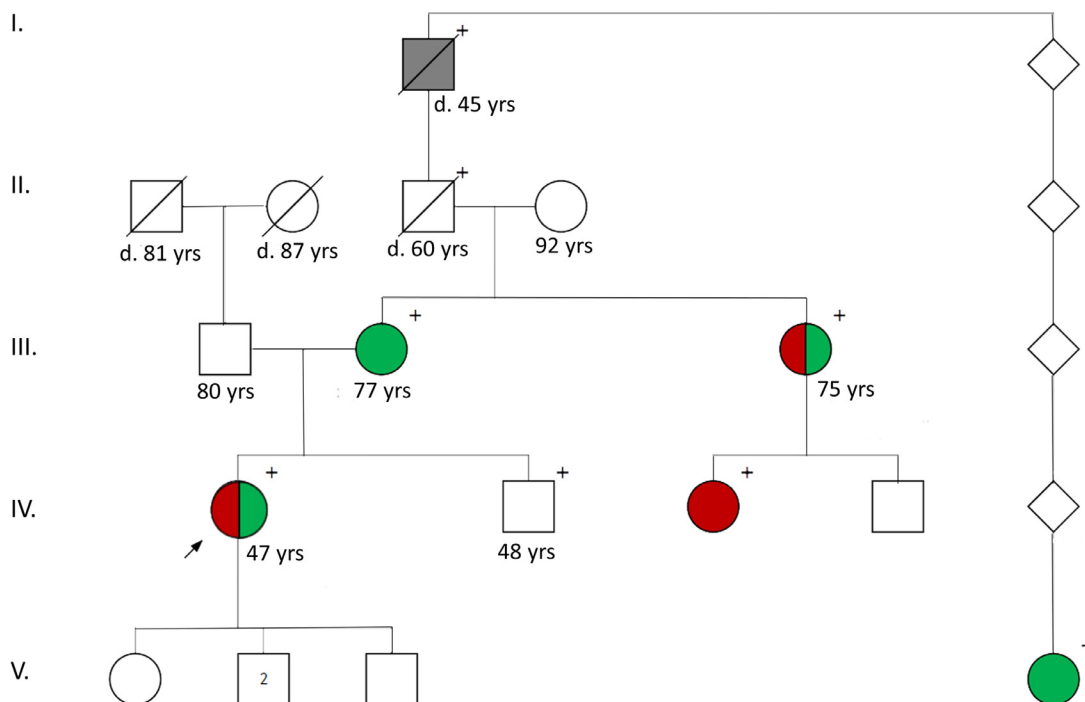 I.
+
d. 45 yrs
II.
+
d. 81 yrs
d. 87 yrs
d. 60 yrs
92 yrs
+
+
III.
80 yrs
77 yrs
75 yrs
+
+
+
IV.
47 yrs
48 yrs
V.
2